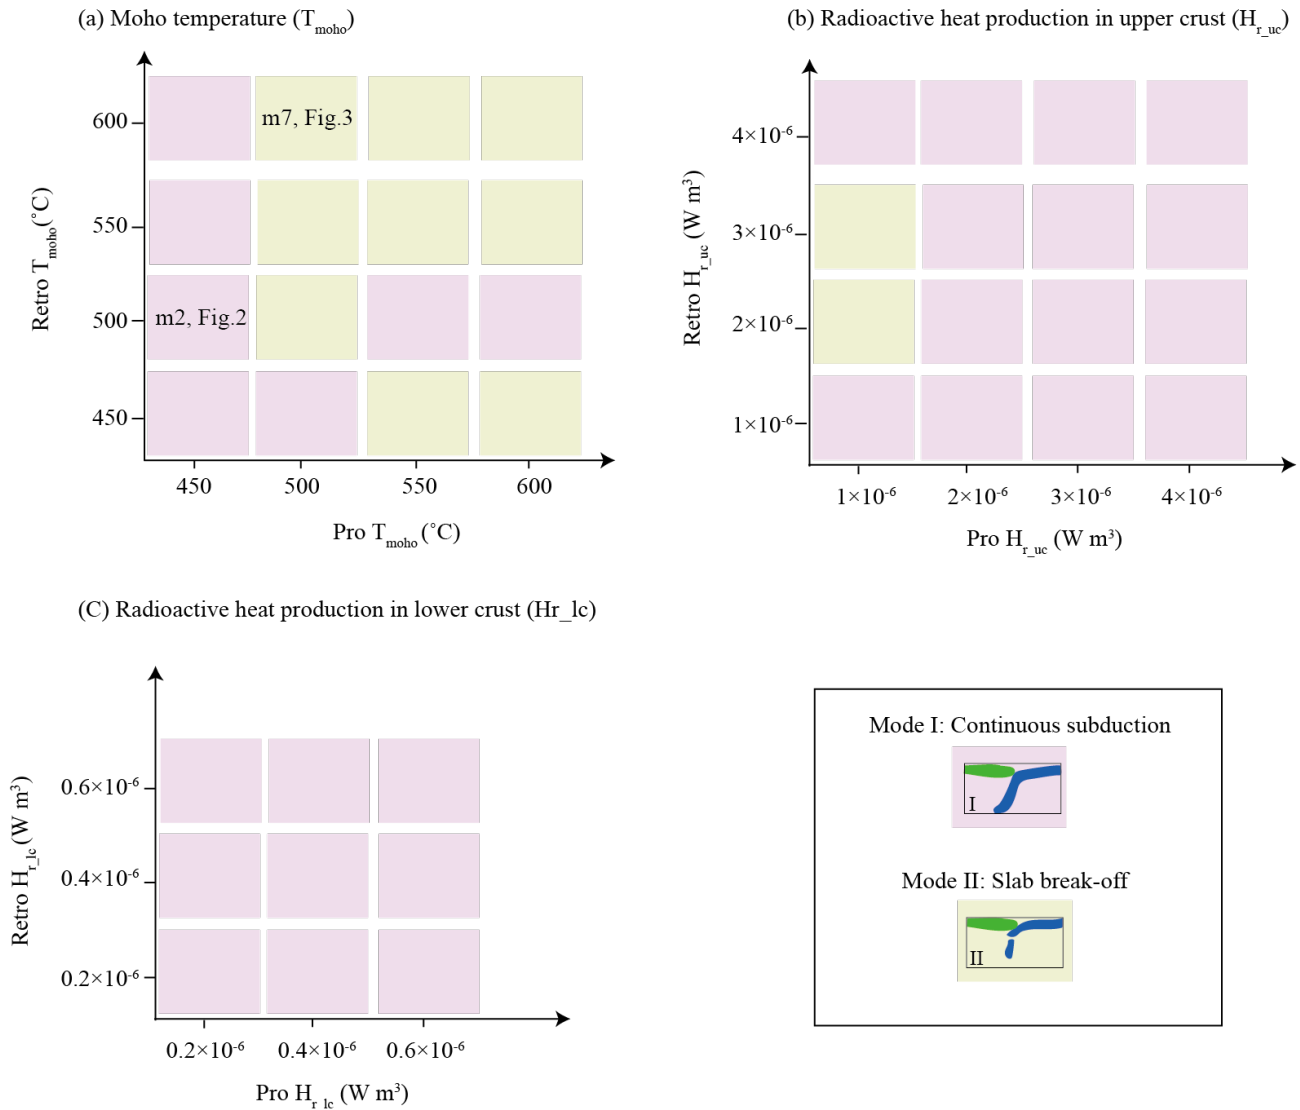 (a) Moho temperature (Tmoho)
600
550
500
450
m7, Fig.3
m2, Fig.2
Retro Tmoho (˚C)
450 500 550 600
Pro Tmoho (˚C)
(b) Radioactive heat production in upper crust (Hr_uc)
4×10-6
3×10-6
2×10-6
1×10-6
Retro Hr_uc (W m3)
1×10-6 2×10-6 3×10-6 4×10-6
Pro Hr_uc (W m3)
(C) Radioactive heat production in lower crust (Hr_lc)
0.6×10-6
0.4×10-6
0.2×10-6
Retro Hr_lc (W m3)
0.2×10-6 0.4×10-6 0.6×10-6
Pro Hr_lc (W m3)
Mode I: Continuous subduction
I
Mode II: Slab break-off
II